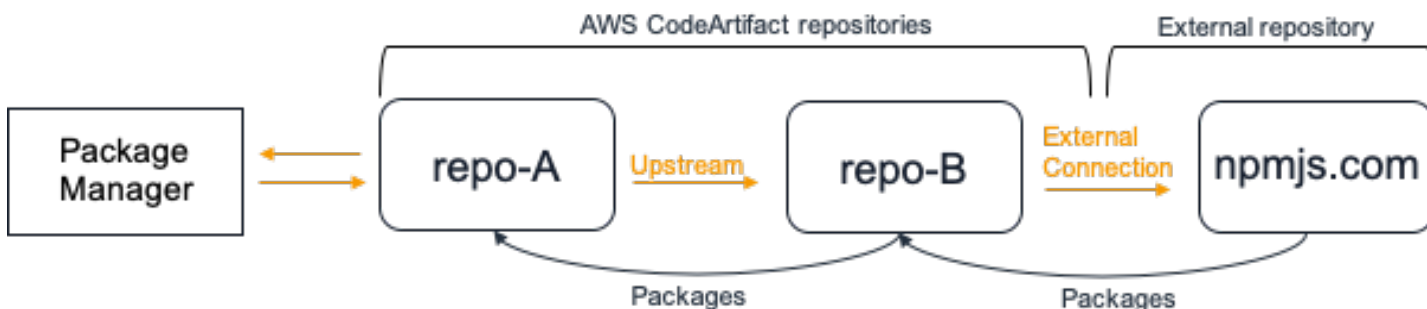 AWS CodeArtifact repositories
External repository
Package
Manager
repo-A
Upstream
repo-B
External
Connection
npmjs.com
Packages
Packages